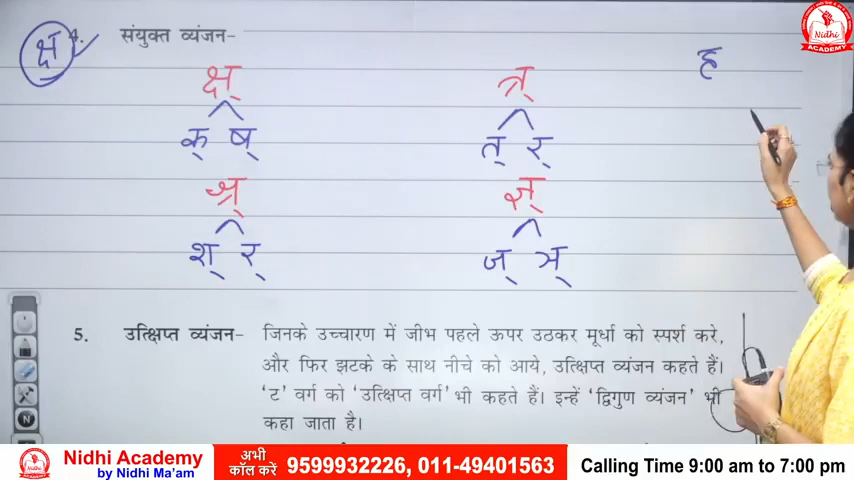 क्ष 4. संयुक्त व्यंजन-
ह
Nidhi
ACADEMY
क्ष् त्र्
क् ष् त् र्
श्र् ज्ञ्
श् र् ज् ञ्
5. उत्क्षिप्त व्यंजन- जिनके उच्चारण में जीभ पहले ऊपर उठकर मूर्धा को स्पर्श करे,
और फिर झटके के साथ नीचे को आये, उत्क्षिप्त व्यंजन कहते हैं।
‘ट’ वर्ग को ‘उत्क्षिप्त वर्ग’ भी कहते हैं। इन्हें ‘द्विगुण व्यंजन’ भी
कहा जाता है।
N
Nidhi Academy
by Nidhi Ma'am
अभी
कॉल करें
9599932226, 011-49401563
Calling Time 9:00 am to 7:00 pm